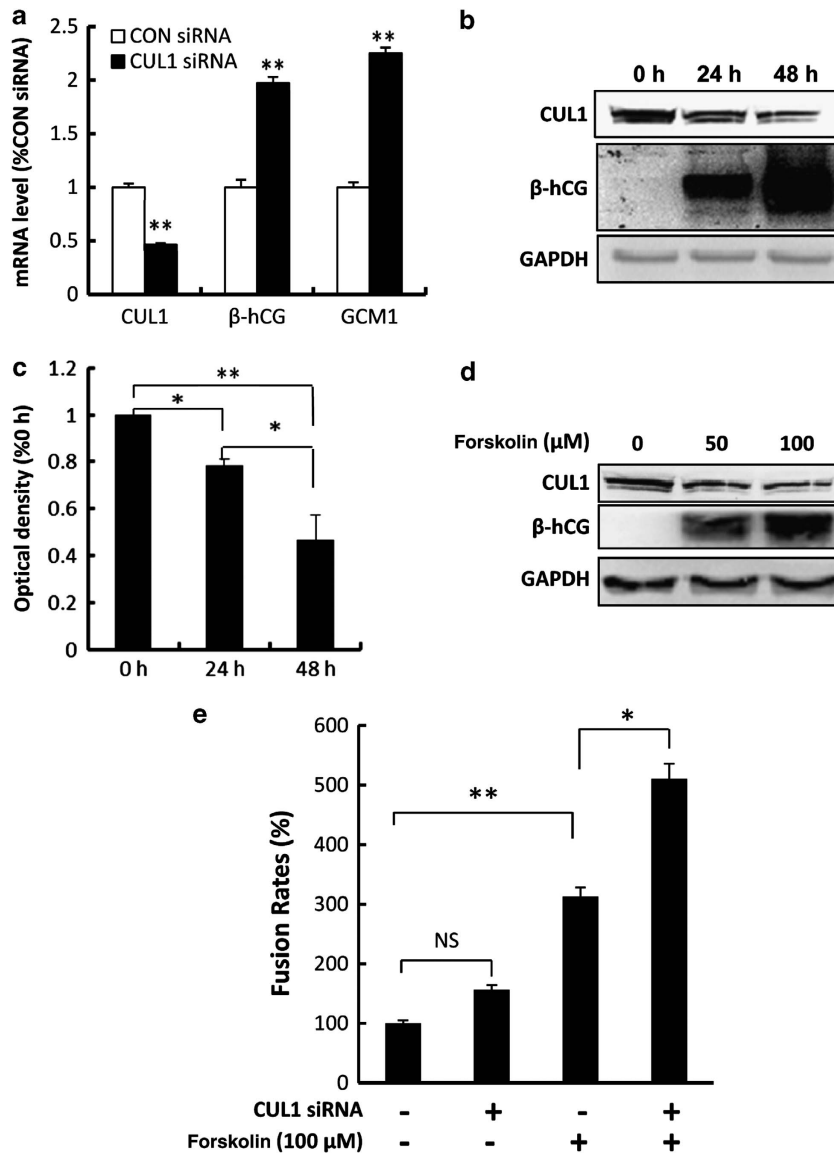 a
mRNA level (%CON siRNA)
2.5
2
1.5
1
0.5
0
CON siRNA
CUL1 siRNA
**
**
**
CUL1 β-hCG GCM1
b
0 h 24 h 48 h
CUL1
β-hCG
GAPDH
c
Optical density (%0 h)
1.2
1
0.8
0.6
0.4
0.2
0
**
*
*
0 h 24 h 48 h
d
Forskolin (μM) 0 50 100
CUL1
β-hCG
GAPDH
e
Fusion Rates (%)
600
500
400
300
200
100
0
*
**
NS
CUL1 siRNA - + - +
Forskolin (100 μM) - - + +